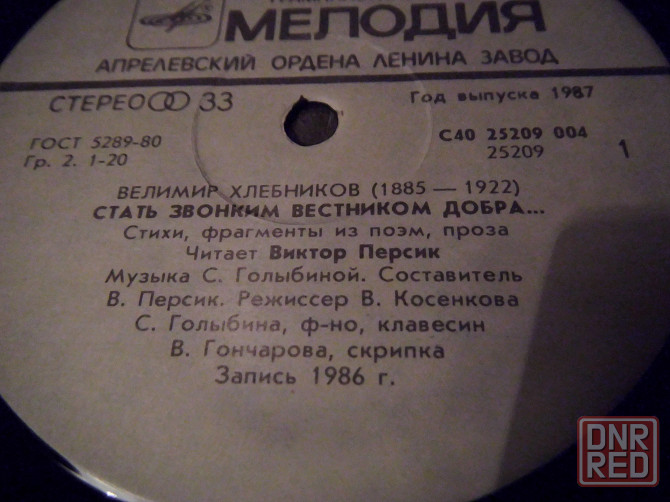 МЕЛОДИЯ
АПРЕЛЕВСКИЙ ОРДЕНА ЛЕНИНА ЗАВОД
СТЕРЕО 33
Год выпуска 1987
ГОСТ 5289-80
Гр. 2. 1-20
С40 25209 004
25209
1
ВЕЛИМИР ХЛЕБНИКОВ (1885 — 1922)
СТАТЬ ЗВОНКИМ ВЕСТНИКОМ ДОБРА...
Стихи, фрагменты из поэм, проза
Читает Виктор Персик
Музыка С. Голыбиной. Составитель
В. Персик. Режиссер В. Косенкова
С. Голыбина, ф-но, клавесин
В. Гончарова, скрипка
Запись 1986 г.
DNR
RED